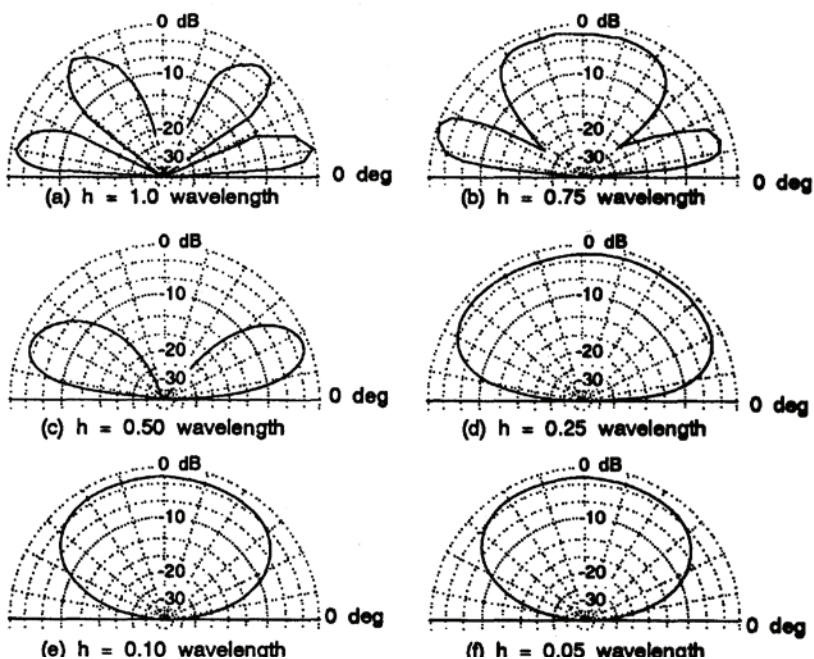 0 dB
-10
-20
30
0 deg
(a) h = 1.0 wavelength
0 dB
-10
-20
30
0 deg
(b) h = 0.75 wavelength
0 dB
-10
-20
-30
0 deg
(c) h = 0.50 wavelength
0 dB
-10
-20
-30
0 deg
(d) h = 0.25 wavelength
0 dB
-10
-20
-30
0 deg
(e) h = 0.10 wavelength
0 dB
-10
-20
-30
0 deg
(f) h = 0.05 wavelength